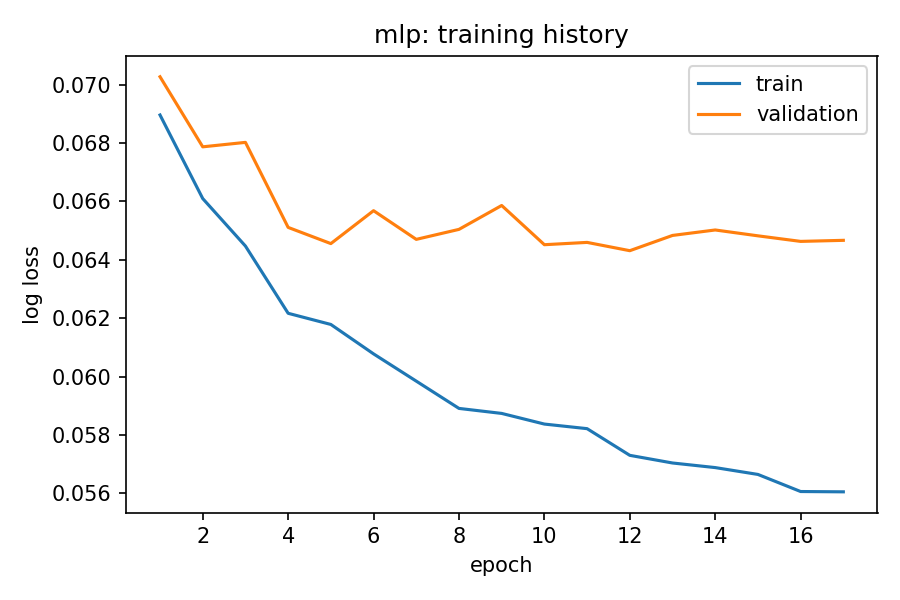 mlp: training history
train
validation
0.070
0.068
0.066
0.064
0.062
0.060
0.058
0.056
log loss
2 4 6 8 10 12 14 16
epoch